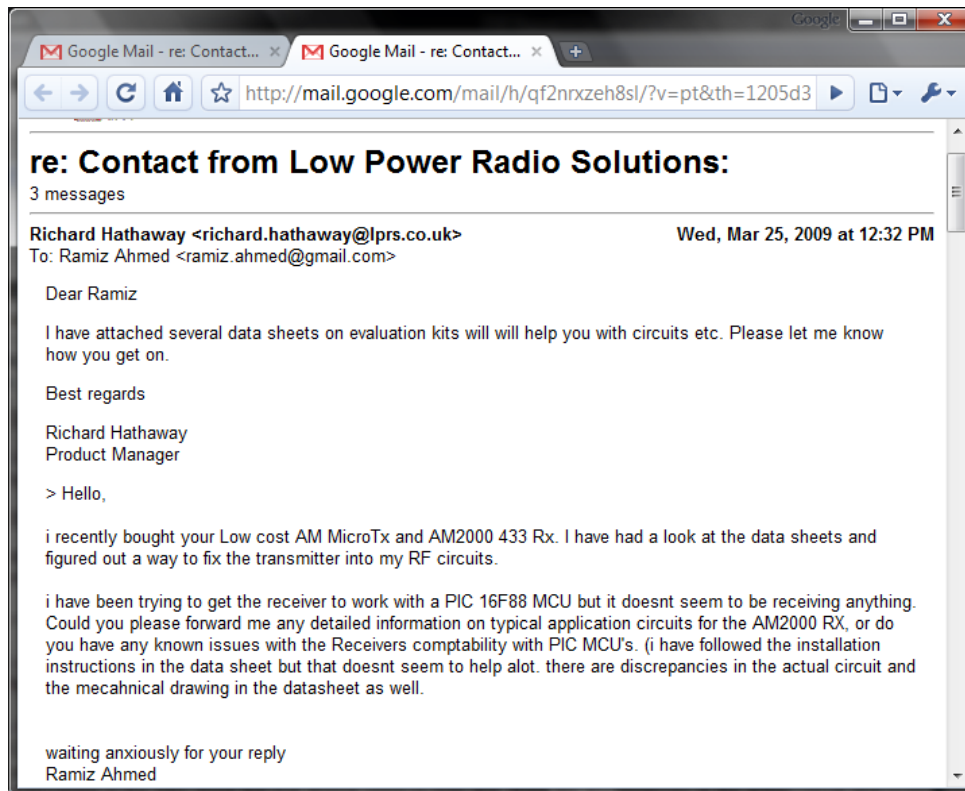 Google
Google Mail - re: Contact...
Google Mail - re: Contact...
http://mail.google.com/mail/h/qf2nrxzeh8sl/?v=pt&th=1205d3
re: Contact from Low Power Radio Solutions:
3 messages
Richard Hathaway <richard.hathaway@lprs.co.uk> Wed, Mar 25, 2009 at 12:32 PM
To: Ramiz Ahmed <ramiz.ahmed@gmail.com>
Dear Ramiz
I have attached several data sheets on evaluation kits will will help you with circuits etc. Please let me know
how you get on.
Best regards
Richard Hathaway
Product Manager
> Hello,
i recently bought your Low cost AM MicroTx and AM2000 433 Rx. I have had a look at the data sheets and
figured out a way to fix the transmitter into my RF circuits.
i have been trying to get the receiver to work with a PIC 16F88 MCU but it doesnt seem to be receiving anything.
Could you please forward me any detailed information on typical application circuits for the AM2000 RX, or do
you have any known issues with the Receivers comptability with PIC MCU's. (i have followed the installation
instructions in the data sheet but that doesnt seem to help alot. there are discrepancies in the actual circuit and
the mecahnical drawing in the datasheet as well.
waiting anxiously for your reply
Ramiz Ahmed